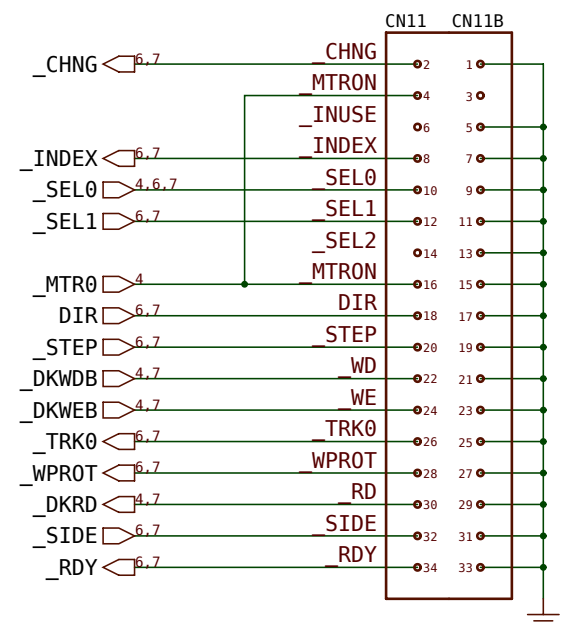 CN11 CN11B
_CHNG 6,7 _CHNG 2 1
_MTRON 4 3
_INUSE 6 5
_INDEX 6,7 _INDEX 8 7
_SEL0 4,6,7 _SEL0 10 9
_SEL1 6,7 _SEL1 12 11
_SEL2 14 13
_MTR0 4 _MTRON 16 15
DIR 6,7 DIR 18 17
_STEP 6,7 _STEP 20 19
_DKWDB 4,7 _WD 22 21
_DKWEB 4,7 _WE 24 23
_TRK0 6,7 _TRK0 26 25
_WPROT 6,7 _WPROT 28 27
_DKRD 4,7 _RD 30 29
_SIDE 6,7 _SIDE 32 31
_RDY 6,7 _RDY 34 33